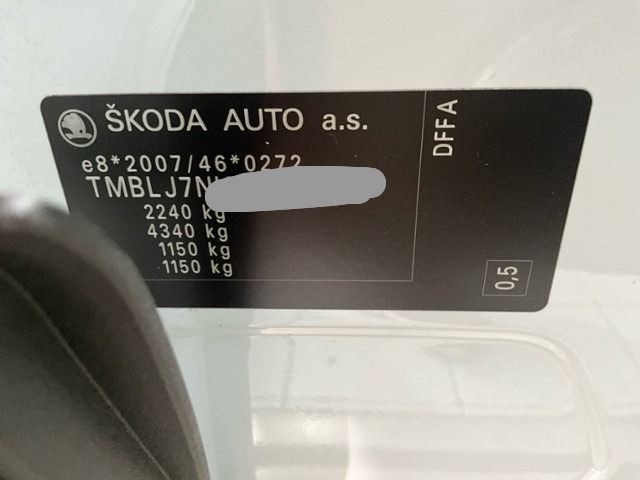 ŠKODA AUTO a.s.
e8*2007/46*0272
TMBLJ7N
2240 kg
4340 kg
1150 kg
1150 kg
DFFA
0,5